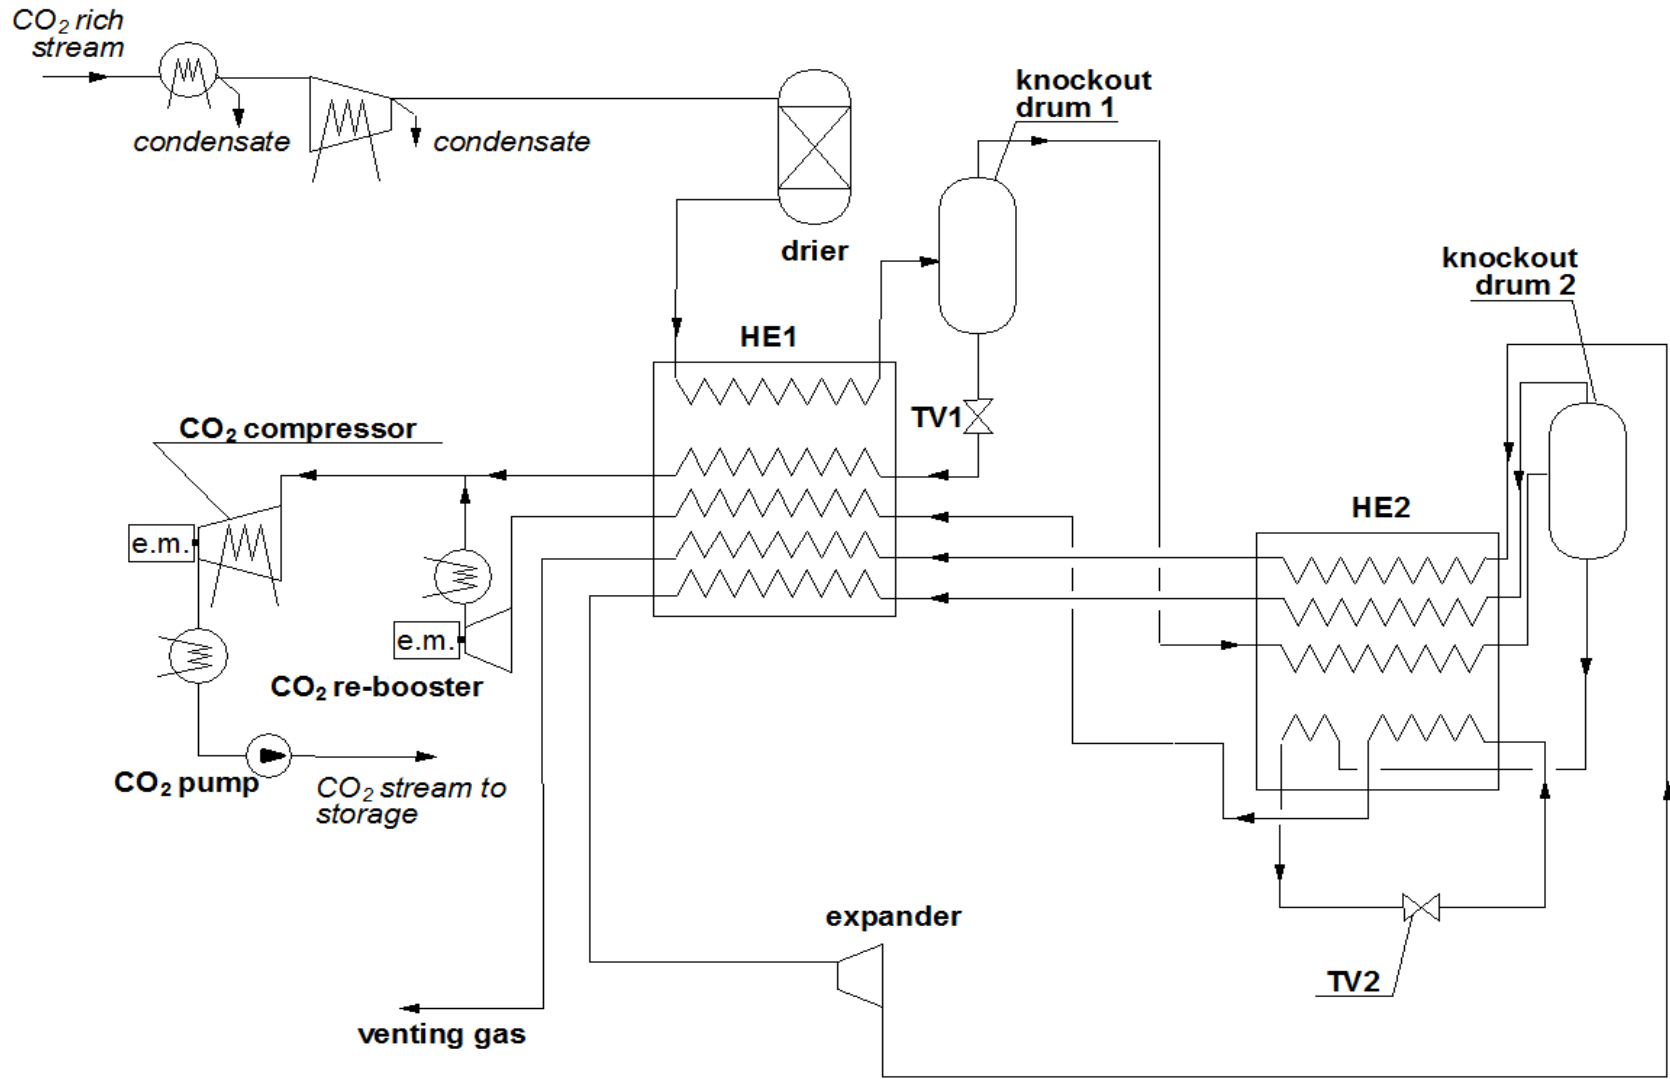 CO₂ rich
stream
condensate
condensate
knockout
drum 1
drier
knockout
drum 2
HE1
TV1
CO₂ compressor
HE2
e.m.
e.m.
CO₂ re-booster
CO₂ pump
CO₂ stream to
storage
expander
TV2
venting gas